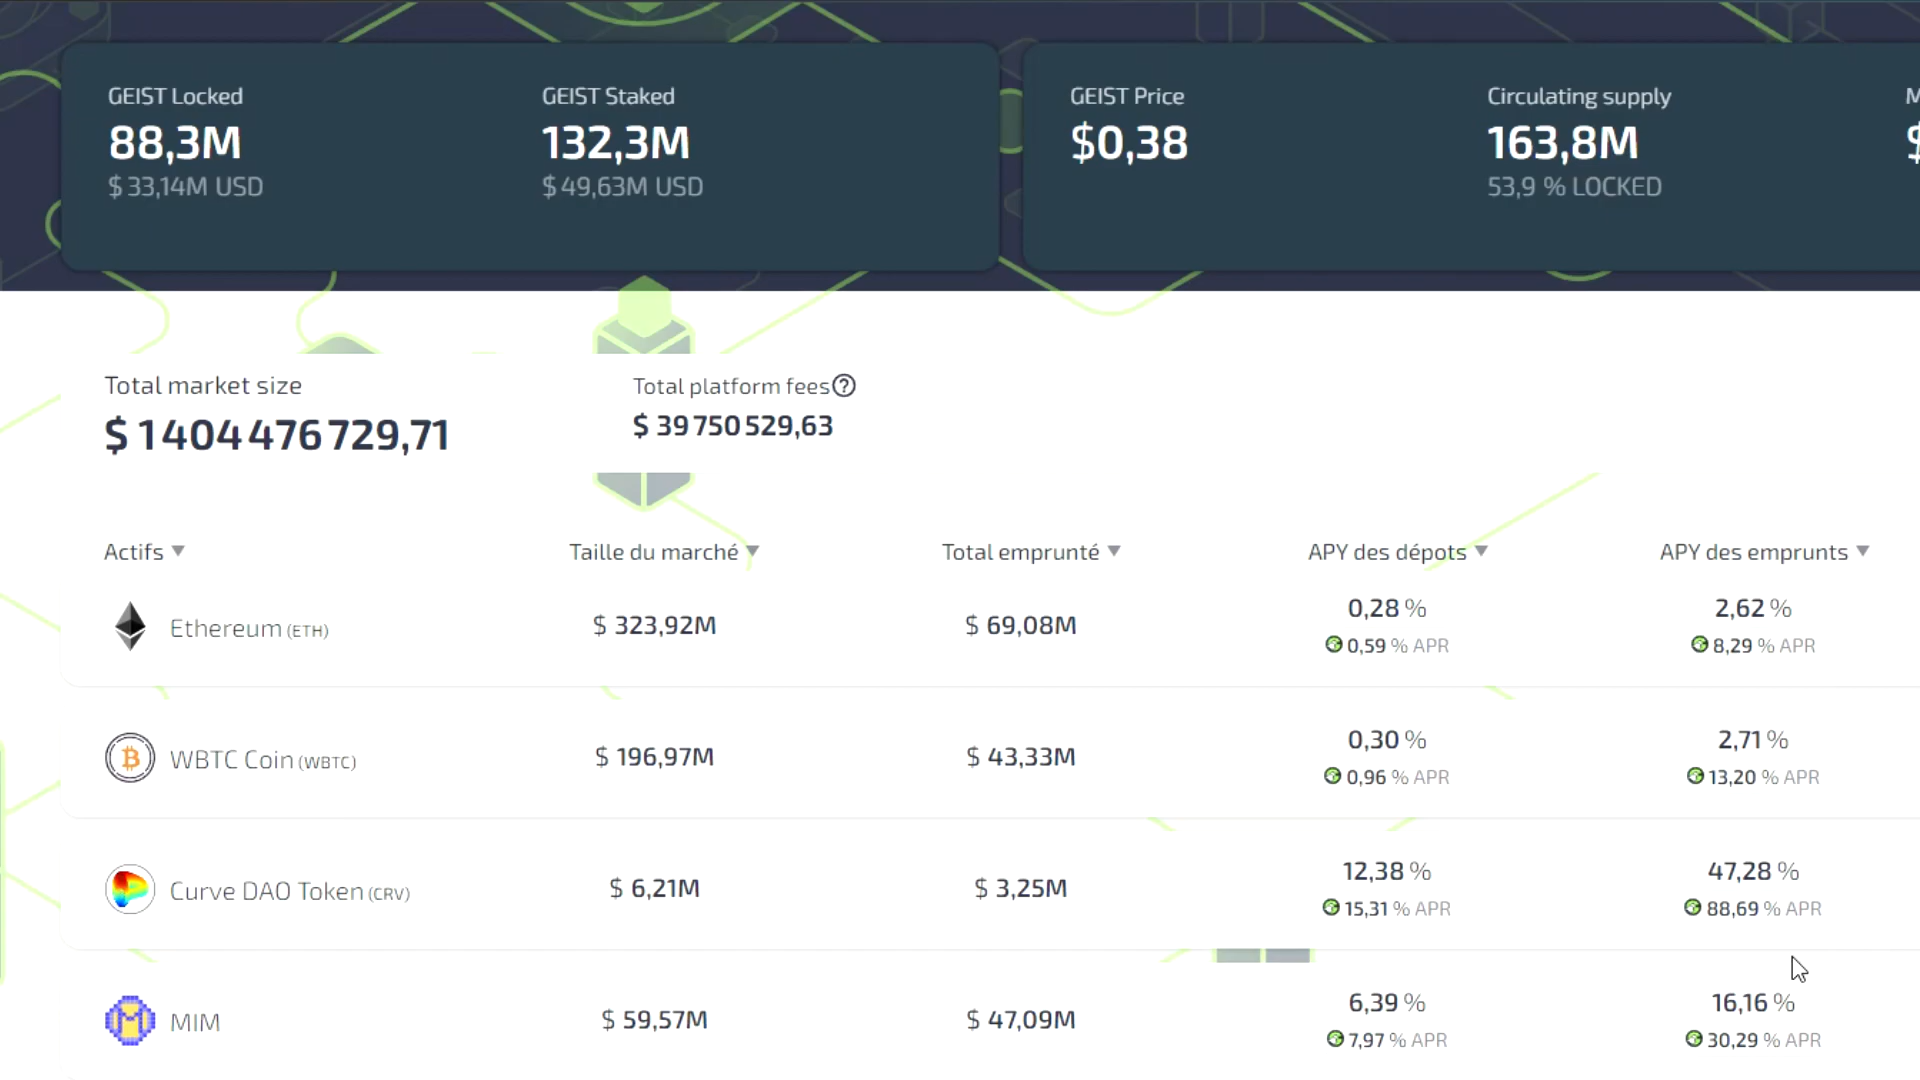 GEIST Locked
88,3M
$ 33,14M USD
GEIST Staked
132,3M
$ 49,63M USD
GEIST Price
$0,38
Circulating supply
163,8M
53,9 % LOCKED
M
$
Total market size
$ 1 404 476 729,71
Total platform fees?
$ 39 750 529,63
Actifs ▼ Taille du marché ▼ Total emprunté ▼ APY des dépots ▼ APY des emprunts ▼
Ethereum (ETH) $ 323,92M $ 69,08M 0,28 % 2,62 %
0,59 % APR 8,29 % APR
WBTC Coin (WBTC) $ 196,97M $ 43,33M 0,30 % 2,71 %
0,96 % APR 13,20 % APR
Curve DAO Token (CRV) $ 6,21M $ 3,25M 12,38 % 47,28 %
15,31 % APR 88,69 % APR
MIM $ 59,57M $ 47,09M 6,39 % 16,16 %
7,97 % APR 30,29 % APR